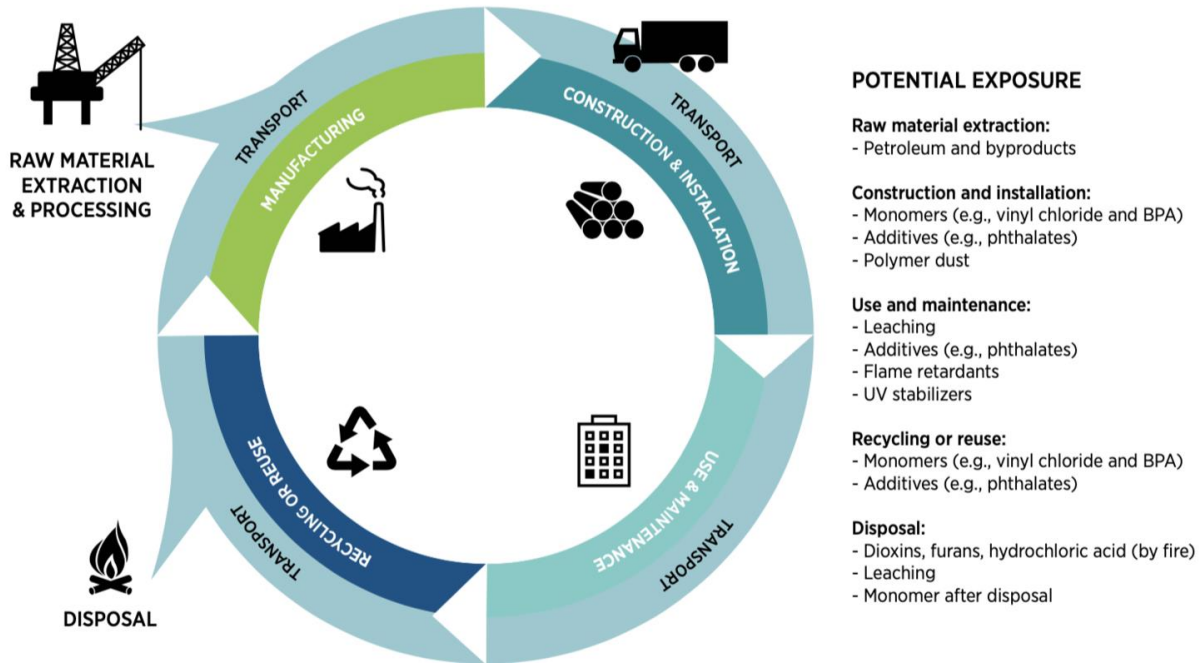 RAW MATERIAL
EXTRACTION
& PROCESSING
TRANSPORT
MANUFACTURING
CONSTRUCTION & INSTALLATION
TRANSPORT
USE & MAINTENANCE
TRANSPORT
RECYCLING OR REUSE
TRANSPORT
DISPOSAL
POTENTIAL EXPOSURE
Raw material extraction:
- Petroleum and byproducts
Construction and installation:
- Monomers (e.g., vinyl chloride and BPA)
- Additives (e.g., phthalates)
- Polymer dust
Use and maintenance:
- Leaching
- Additives (e.g., phthalates)
- Flame retardants
- UV stabilizers
Recycling or reuse:
- Monomers (e.g., vinyl chloride and BPA)
- Additives (e.g., phthalates)
Disposal:
- Dioxins, furans, hydrochloric acid (by fire)
- Leaching
- Monomer after disposal